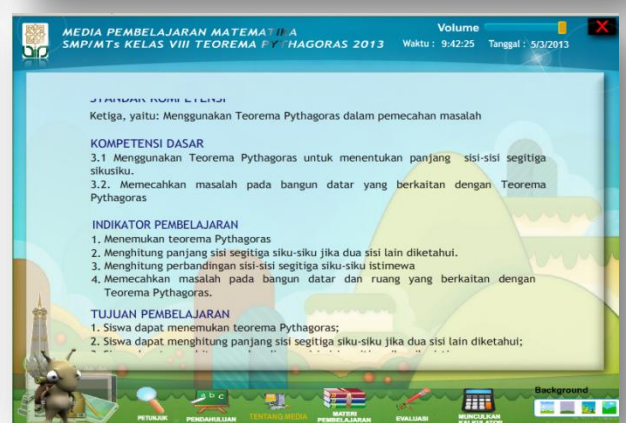 MEDIA PEMBELAJARAN MATEMATIKA
SMP/MTs KELAS VIII TEOREMA PYTHAGORAS 2013
Volume
Waktu : 9:42:25 Tanggal : 5/3/2013
X
STANDAR KOMPETENSI
Ketiga, yaitu: Menggunakan Teorema Pythagoras dalam pemecahan masalah
KOMPETENSI DASAR
3.1 Menggunakan Teorema Pythagoras untuk menentukan panjang sisi-sisi segitiga
sikusiku.
3.2. Memecahkan masalah pada bangun datar yang berkaitan dengan Teorema
Pythagoras
INDIKATOR PEMBELAJARAN
1. Menemukan teorema Pythagoras
2. Menghitung panjang sisi segitiga siku-siku jika dua sisi lain diketahui.
3. Menghitung perbandingan sisi-sisi segitiga siku-siku istimewa
4. Memecahkan masalah pada bangun datar dan ruang yang berkaitan dengan
Teorema Pythagoras.
TUJUAN PEMBELAJARAN
1. Siswa dapat menemukan teorema Pythagoras;
2. Siswa dapat menghitung panjang sisi segitiga siku-siku jika dua sisi lain diketahui;
Background
a b c
PETUNJUK
PENDAHULUAN
TENTANG MEDIA
MATERI
PEMBELAJARAN
EVALUASI
MUNCULKAN
KALKULATOR